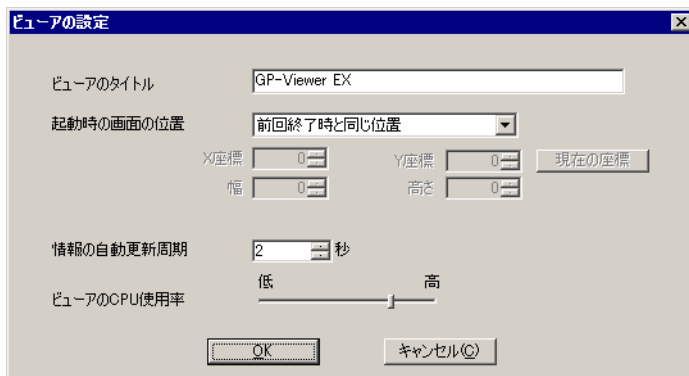 ビューアの設定
ビューアのタイトル GP-Viewer EX
起動時の画面の位置 前回終了時と同じ位置
X座標 0 Y座標 0 現在の座標
幅 0 高さ 0
情報の自動更新周期 2 秒
低 高
ビューアのCPU使用率
OK キャンセル(C)